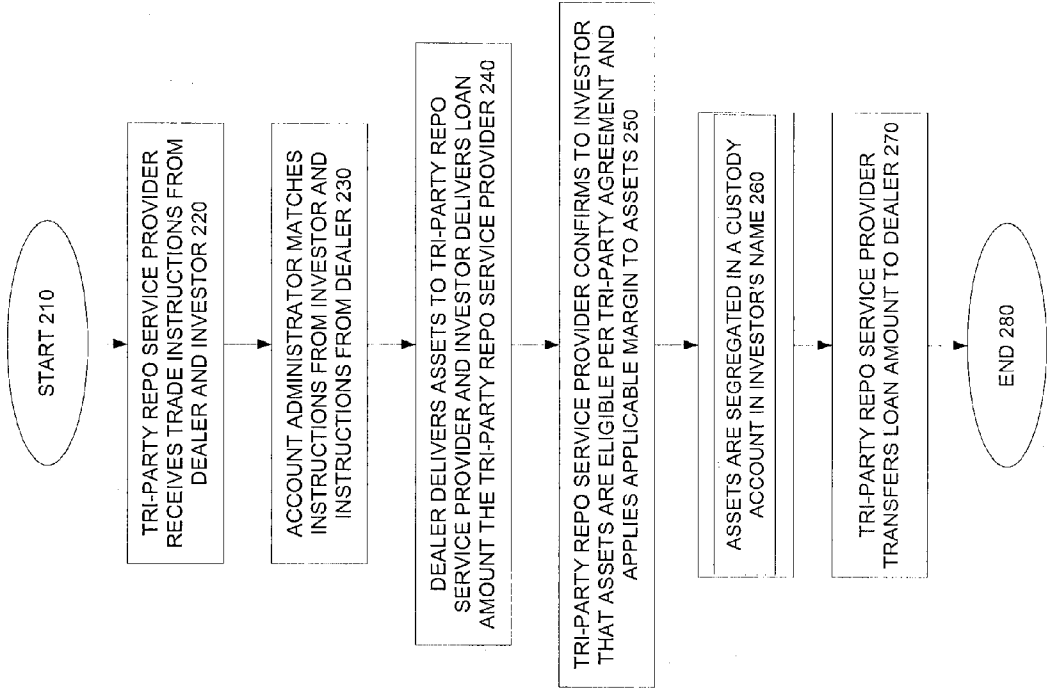 START 210
TRI-PARTY REPO SERVICE PROVIDER
RECEIVES TRADE INSTRUCTIONS FROM
DEALER AND INVESTOR 220
ACCOUNT ADMINISTRATOR MATCHES
INSTRUCTIONS FROM INVESTOR AND
INSTRUCTIONS FROM DEALER 230
DEALER DELIVERS ASSETS TO TRI-PARTY REPO
SERVICE PROVIDER AND INVESTOR DELIVERS LOAN
AMOUNT THE TRI-PARTY REPO SERVICE PROVIDER 240
TRI-PARTY REPO SERVICE PROVIDER CONFIRMS TO INVESTOR
THAT ASSETS ARE ELIGIBLE PER TRI-PARTY AGREEMENT AND
APPLIES APPLICABLE MARGIN TO ASSETS 250
ASSETS ARE SEGREGATED IN A CUSTODY
ACCOUNT IN INVESTOR'S NAME 260
TRI-PARTY REPO SERVICE PROVIDER
TRANSFERS LOAN AMOUNT TO DEALER 270
END 280